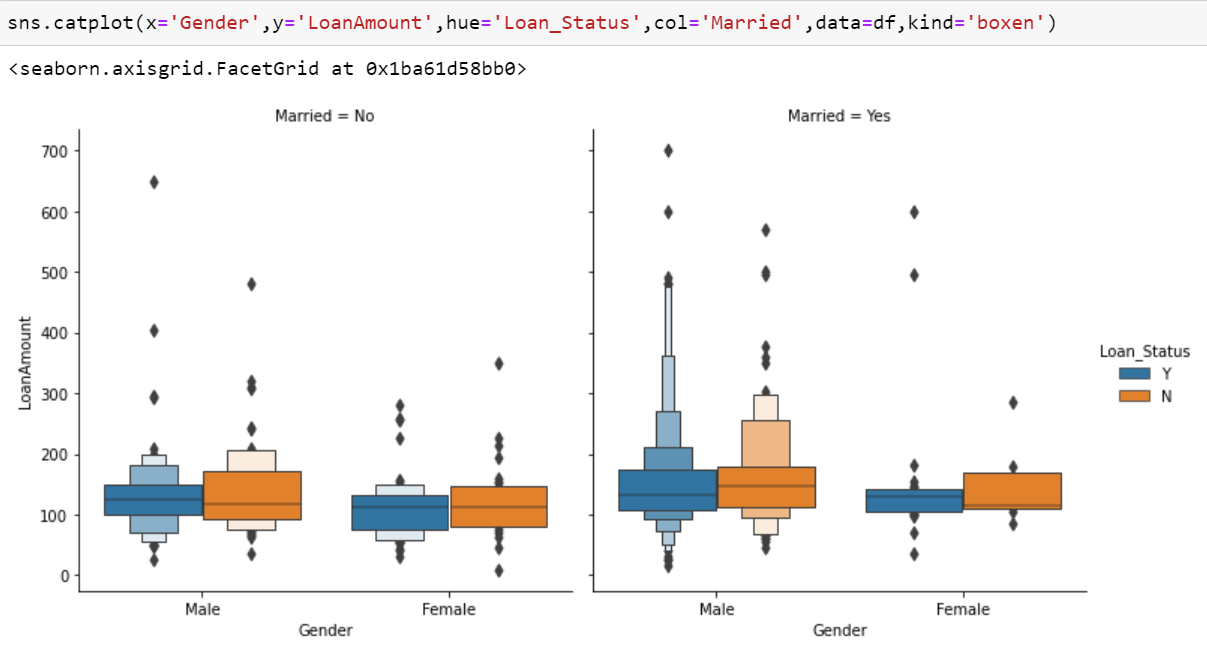 sns.catplot(x='Gender',y='LoanAmount',hue='Loan_Status',col='Married',data=df,kind='boxen')
<seaborn.axisgrid.FacetGrid at 0x1ba61d58bb0>
Married = No
Married = Yes
700
600
500
400
300
200
100
0
LoanAmount
Male
Female
Gender
Male
Female
Gender
Loan_Status
Y
N